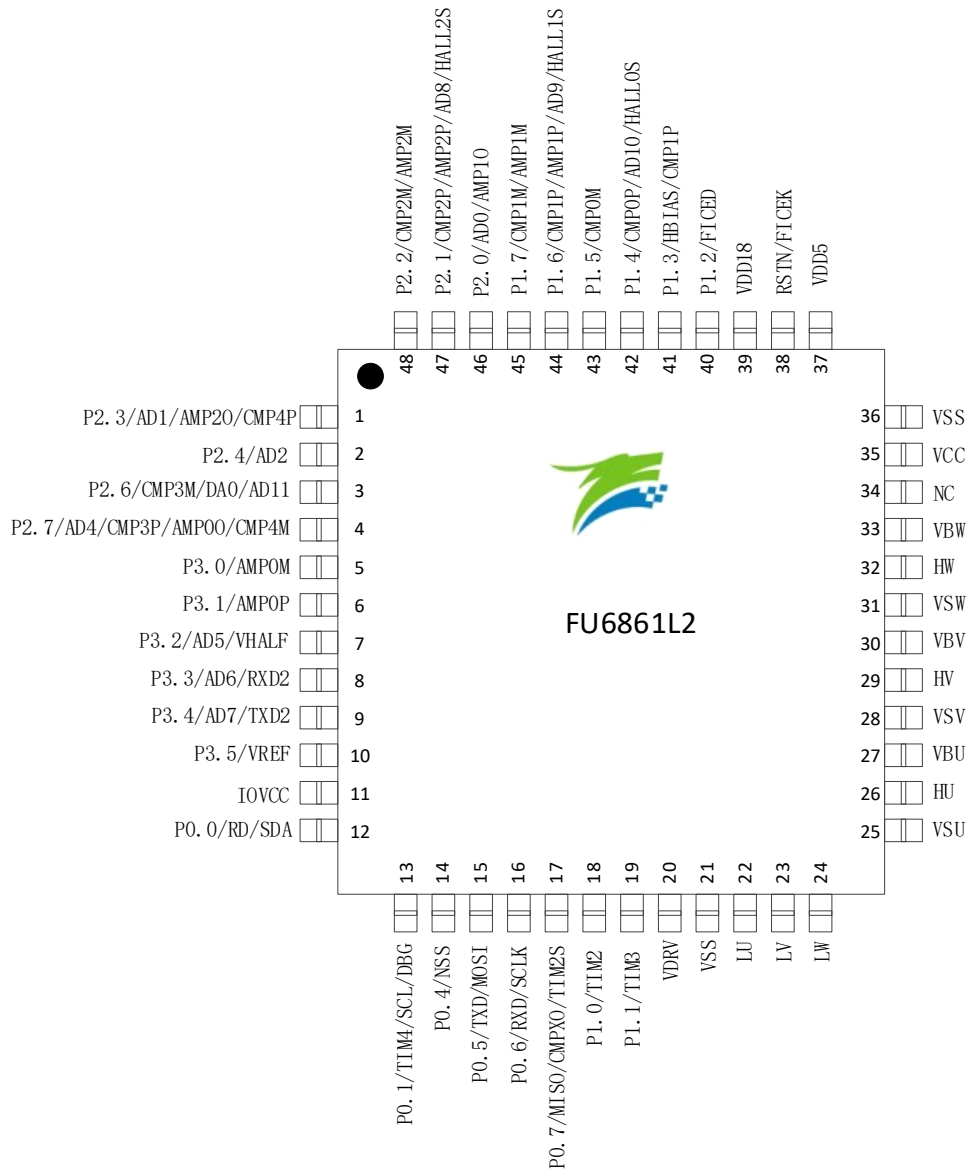 P2.2/CMP2M/AMP2M
P2.1/CMP2P/AMP2P/AD8/HALL2S
P2.0/AD0/AMP1O
P1.7/CMP1M/AMP1M
P1.6/CMP1P/AMP1P/AD9/HALL1S
P1.5/CMP0M
P1.4/CMP0P/AD10/HALL0S
P1.3/HBIAS/CMP1P
P1.2/FICED
VDD18
RSTN/FICEK
VDD5
48
47
46
45
44
43
42
41
40
39
38
37
P2.3/AD1/AMP2O/CMP4P 1
P2.4/AD2 2
P2.6/CMP3M/DA0/AD11 3
P2.7/AD4/CMP3P/AMP0O/CMP4M 4
P3.0/AMP0M 5
P3.1/AMP0P 6
P3.2/AD5/VHALF 7
P3.3/AD6/RXD2 8
P3.4/AD7/TXD2 9
P3.5/VREF 10
IOVCC 11
P0.0/RD/SDA 12
FU6861L2
36 VSS
35 VCC
34 NC
33 VBW
32 HW
31 VSW
30 VBV
29 HV
28 VSV
27 VBU
26 HU
25 VSU
13
14
15
16
17
18
19
20
21
22
23
24
P0.1/TIM4/SCL/DBG
P0.4/NSS
P0.5/TXD/MOSI
P0.6/RXD/SCLK
P0.7/MISO/CMPXO/TIM2S
P1.0/TIM2
P1.1/TIM3
VDRV
VSS
LU
LV
LW